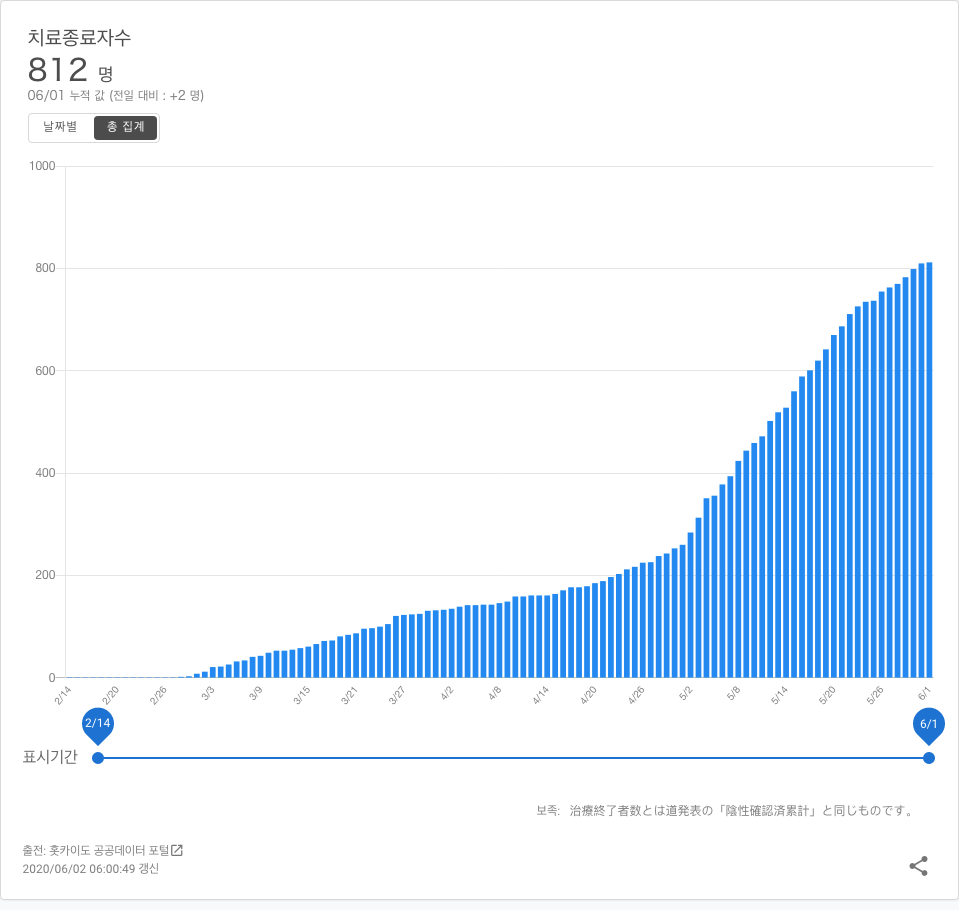 치료종료자수
812 명
06/01 누적 값 (전일 대비 : +2 명)
날짜별 총 집계
1000
800
600
400
200
0
2/14 2/20 2/26 3/3 3/9 3/15 3/21 3/27 4/2 4/8 4/14 4/20 4/26 5/2 5/8 5/14 5/20 5/26 6/1
2/14 6/1
표시기간
보족: 治療終了者数とは道発表の「陰性確認済累計」と同じものです。
출전: 홋카이도 공공데이터 포털
2020/06/02 06:00:49 갱신